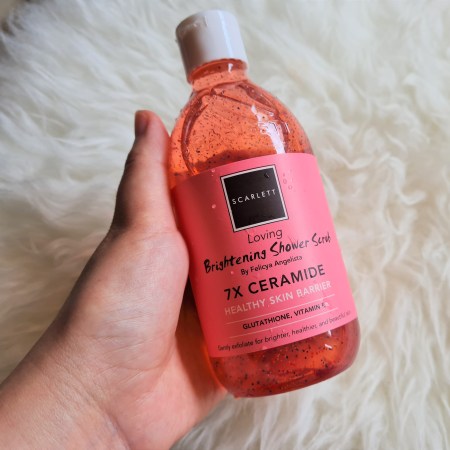 SCARLETT
Loving
Brightening Shower Scrub
By Felicya Angelista
7X CERAMIDE
HEALTHY SKIN BARRIER
GLUTATHIONE, VITAMIN
Gently exfoliate for brighter, healthier, and beautiful